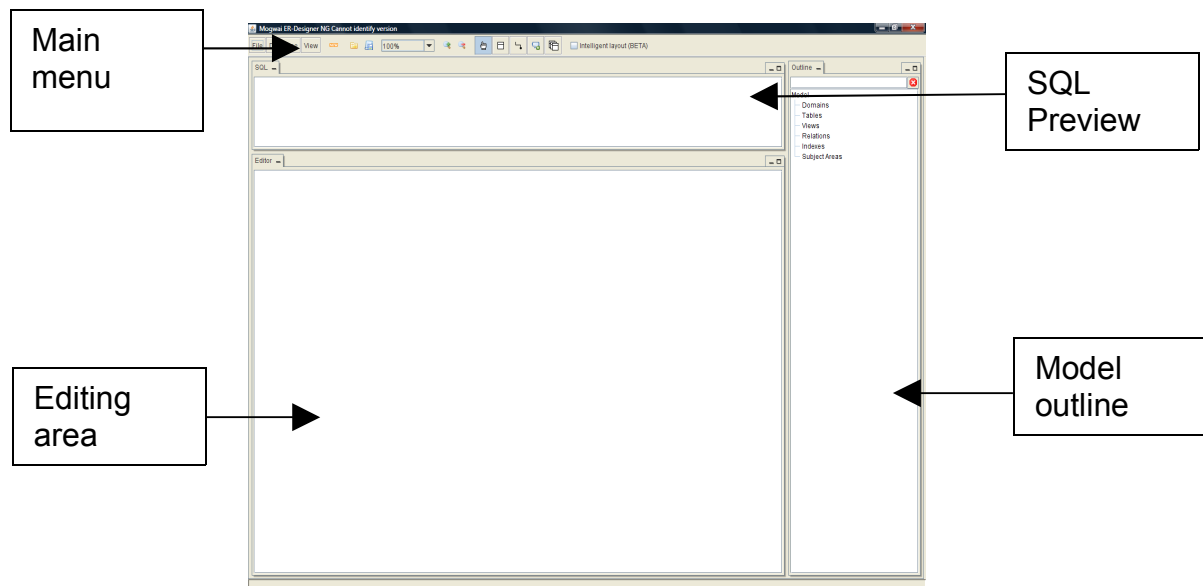 Mogwai ER-Designer NG Cannot identify version
File
View
100%
Intelligent layout (BETA)
SQL
Outline
Model
Domains
Tables
Views
Relations
Indexes
Subject Areas
Editor
Main
menu
SQL
Preview
Editing
area
Model
outline